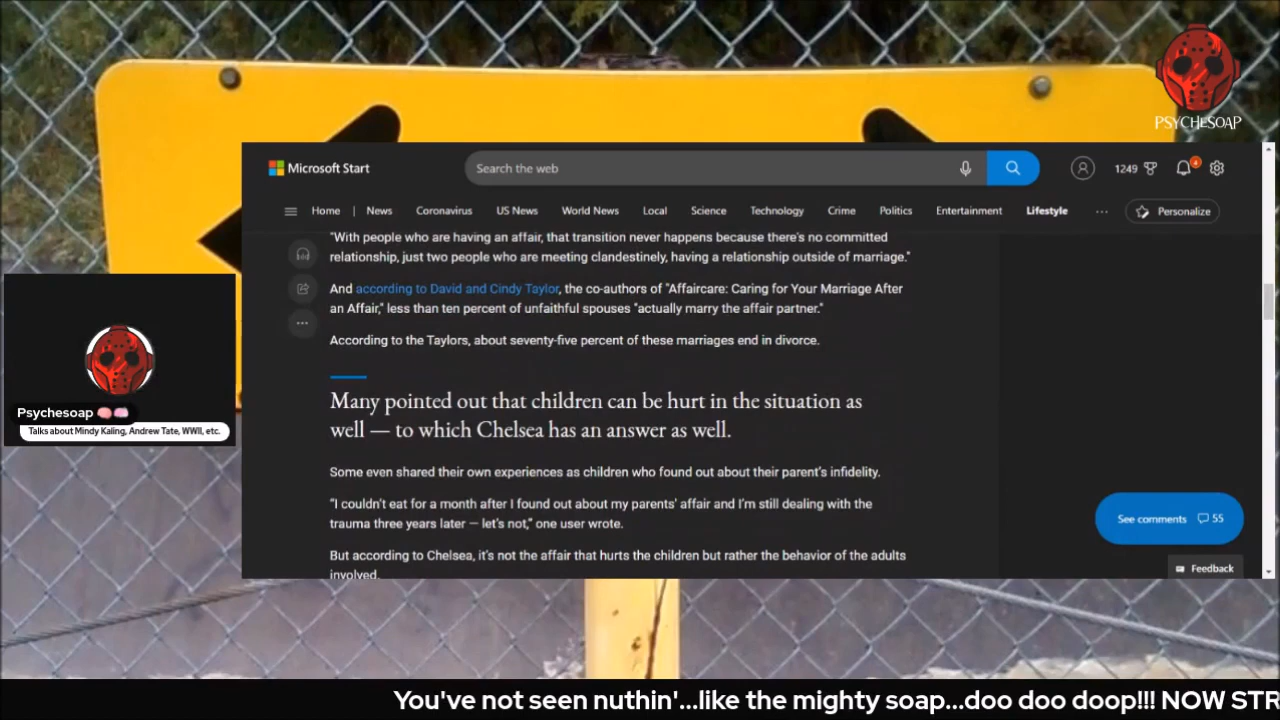 PSYCHESOAP
Microsoft Start
Search the web
1249
4
Home | News Coronavirus US News World News Local Science Technology Crime Politics Entertainment Lifestyle ... Personalize
"With people who are having an affair, that transition never happens because there's no committed
relationship, just two people who are meeting clandestinely, having a relationship outside of marriage."
And according to David and Cindy Taylor, the co-authors of "Affaircare: Caring for Your Marriage After
an Affair," less than ten percent of unfaithful spouses "actually marry the affair partner."
According to the Taylors, about seventy-five percent of these marriages end in divorce.
Many pointed out that children can be hurt in the situation as
well — to which Chelsea has an answer as well.
Some even shared their own experiences as children who found out about their parent's infidelity.
"I couldn't eat for a month after I found out about my parents' affair and I'm still dealing with the
trauma three years later — let's not," one user wrote.
But according to Chelsea, it's not the affair that hurts the children but rather the behavior of the adults
involved.
See comments 55
Feedback
Psychesoap
Talks about Mindy Kaling, Andrew Tate, WWII, etc.
You've not seen nuthin'...like the mighty soap...doo doo doop!!! NOW STR